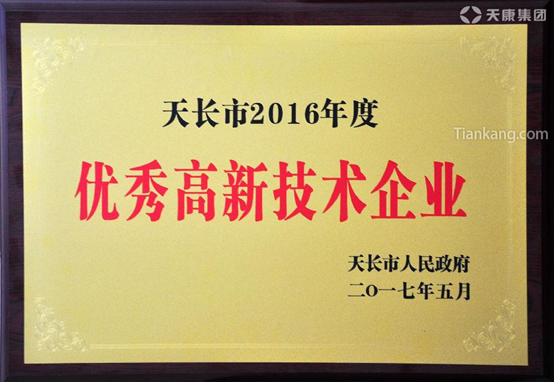 天康集团
天长市2016年度
Tiankang.com
优秀高新技术企业
天长市人民政府
二〇一七年五月